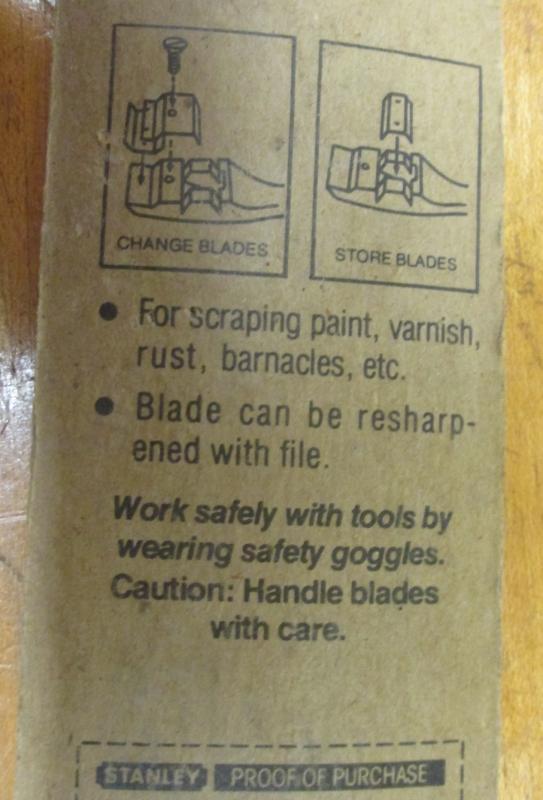 CHANGE BLADES
STORE BLADES
• For scraping paint, varnish,
rust, barnacles, etc.
• Blade can be resharp-
ened with file.
Work safely with tools by
wearing safety goggles.
Caution: Handle blades
with care.
STANLEY PROOF OF PURCHASE